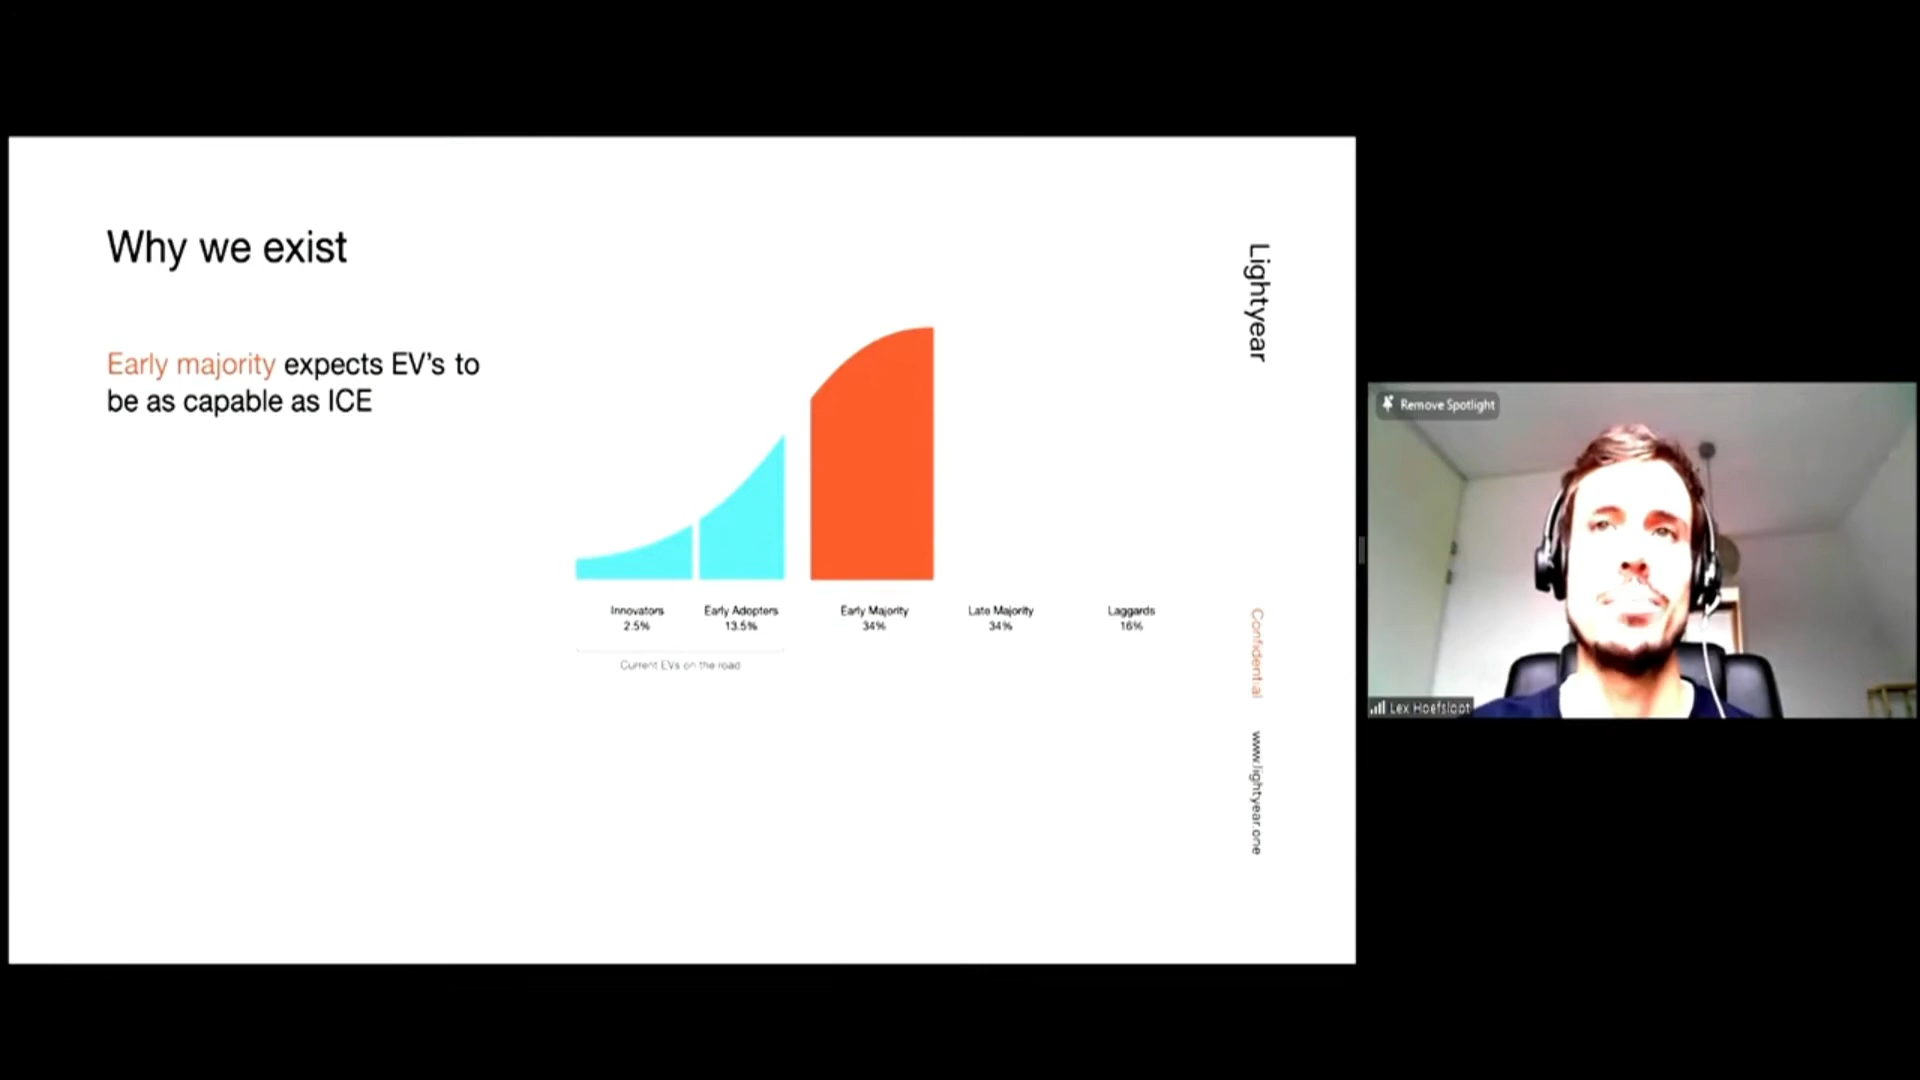 Why we exist
Early majority expects EV's to
be as capable as ICE
Innovators
2.5%
Early Adopters
13.5%
Early Majority
34%
Late Majority
34%
Laggards
16%
Current EVs on the road
Lightyear
Confidential
www.lightyear.one
Remove Spotlight
Lex Hoefsloot